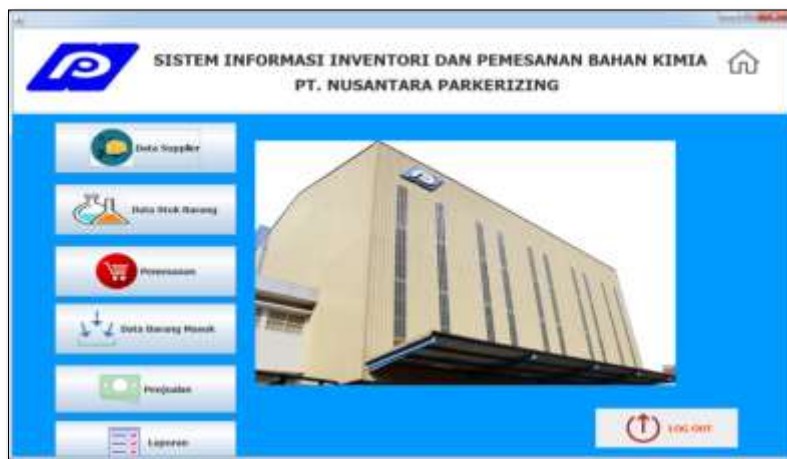 SISTEM INFORMASI INVENTORI DAN PEMESANAN BAHAN KIMIA
PT. NUSANTARA PARKERIZING
Data Supplier
Data Stok Barang
Pemesanan
Data Barang Masuk
Penjualan
Laporan
LOG OUT